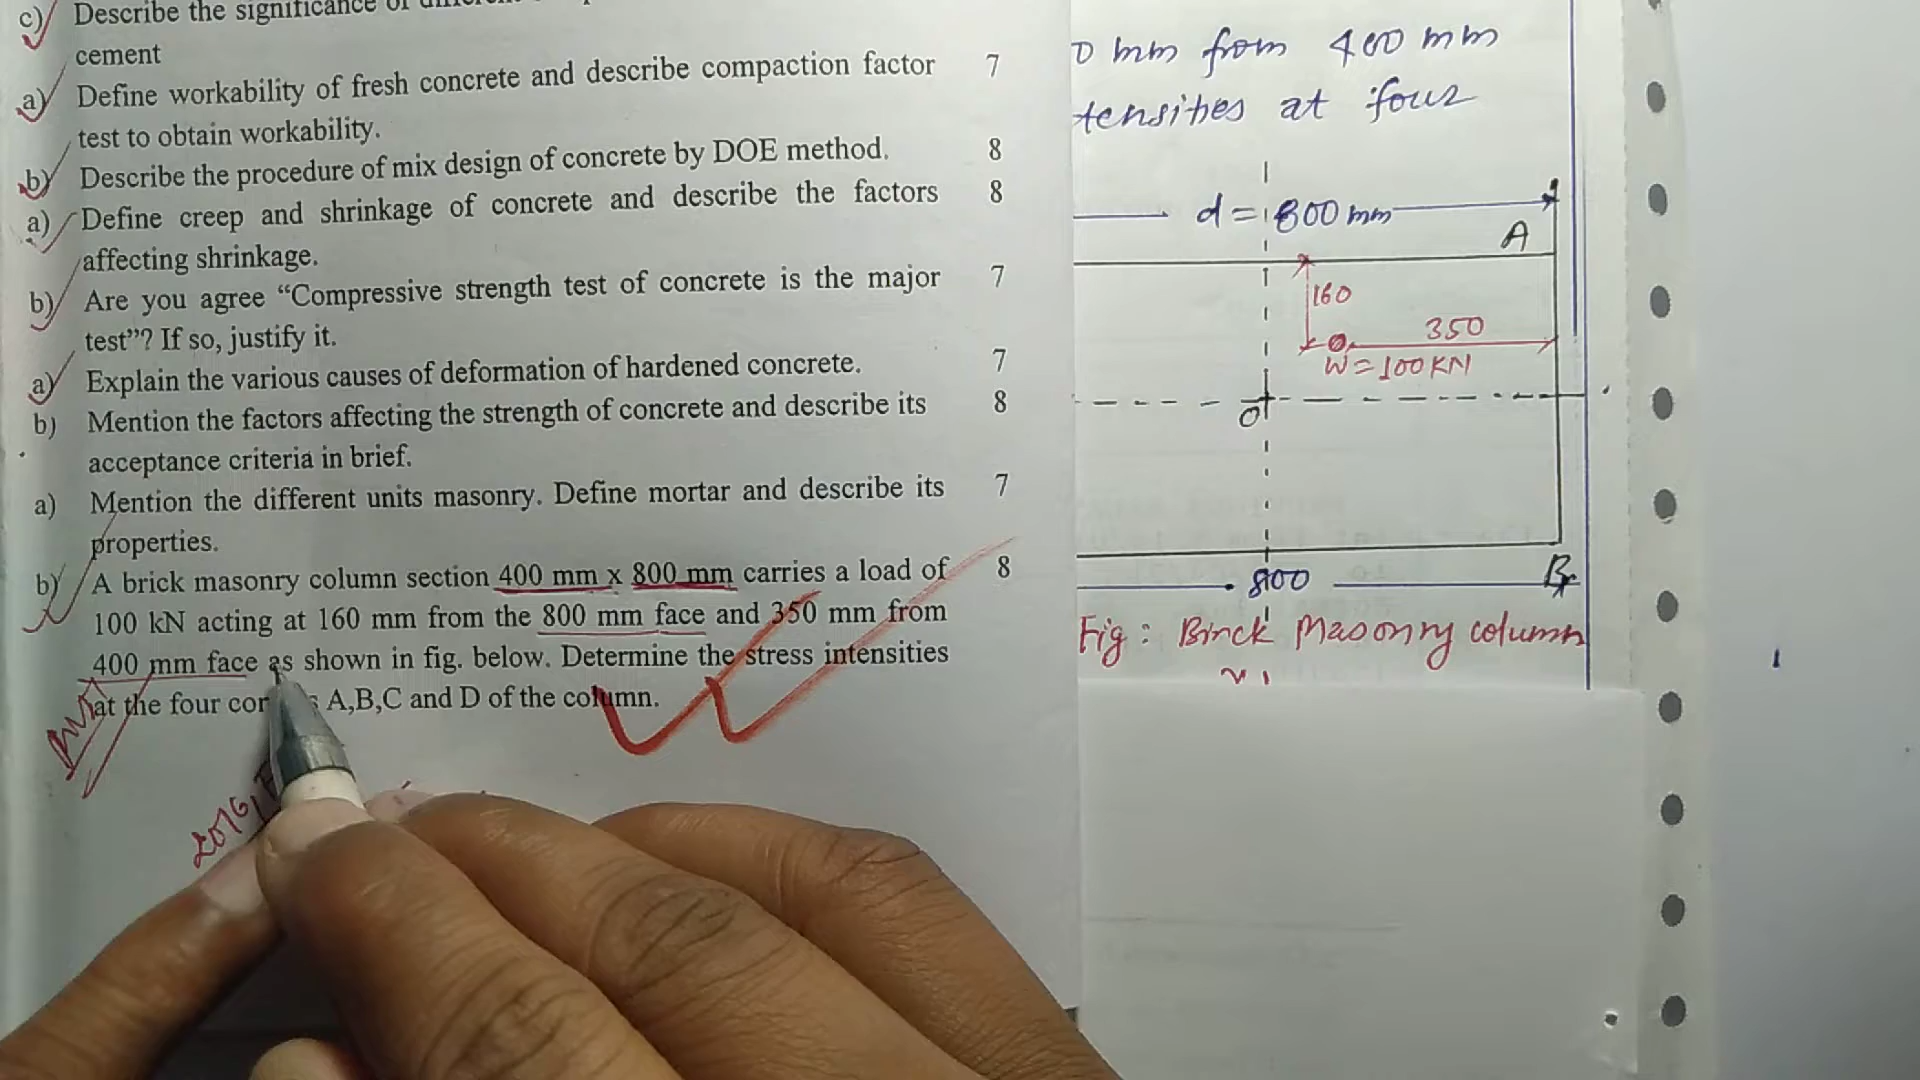 c) Describe the significance of different
cement
a) Define workability of fresh concrete and describe compaction factor 7
test to obtain workability.
b) Describe the procedure of mix design of concrete by DOE method. 8
a) Define creep and shrinkage of concrete and describe the factors 8
affecting shrinkage.
b) Are you agree “Compressive strength test of concrete is the major 7
test”? If so, justify it.
a) Explain the various causes of deformation of hardened concrete. 7
b) Mention the factors affecting the strength of concrete and describe its 8
acceptance criteria in brief.
a) Mention the different units masonry. Define mortar and describe its 7
properties.
b) A brick masonry column section 400 mm x 800 mm carries a load of 8
100 kN acting at 160 mm from the 800 mm face and 350 mm from
400 mm face as shown in fig. below. Determine the stress intensities
at the four cor s A,B,C and D of the column.
2016,
0 mm from 400 mm
tensities at four
d = 800 mm
A
160
350
W = 100 KN
O
800
B
Fig: Brick Masonry column